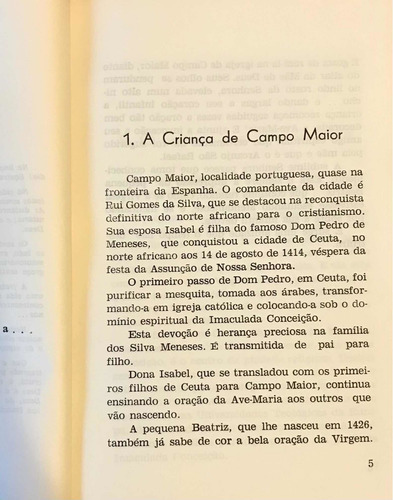 1. A Criança de Campo Maior
Campo Maior, localidade portuguesa, quase na
fronteira da Espanha. O comandante da cidade é
Rui Gomes da Silva, que se destacou na reconquista
definitiva do norte africano para o cristianismo.
Sua esposa Isabel é filha do famoso Dom Pedro de
Meneses, que conquistou a cidade de Ceuta, no
norte africano aos 14 de agosto de 1414, véspera da
festa da Assunção de Nossa Senhora.
O primeiro passo de Dom Pedro, em Ceuta, foi
purificar a mesquita, tomada aos árabes, transfor-
mando-a em igreja católica e colocando-a sob o do-
mínio espiritual da Imaculada Conceição.
Esta devoção é herança preciosa na família
dos Silva Meneses. É transmitida de pai para
filho.
Dona Isabel, que se transladou com os primei-
ros filhos de Ceuta para Campo Maior, continua
ensinando a oração da Ave-Maria aos outros que
vão nascendo.
A pequena Beatriz, que lhe nasceu em 1426,
também já sabe de cor a bela oração da Virgem.
5
a...